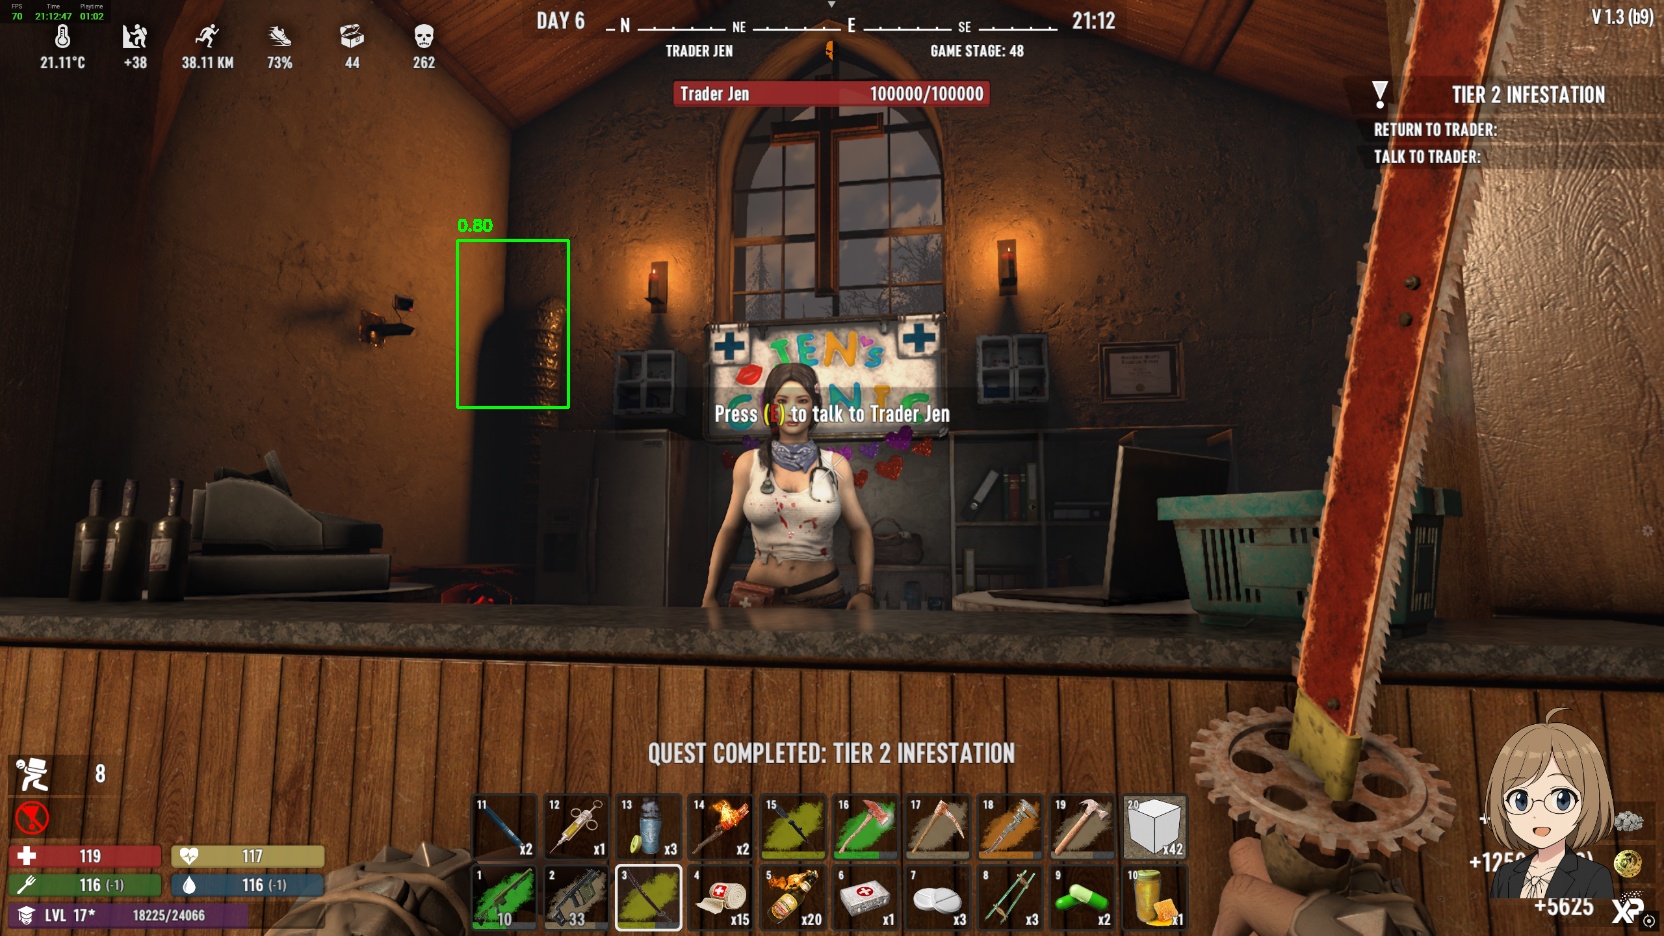 FPS
Time
Playtime
70
21:12:47
01:02
DAY 6
N
NE
E
SE
21:12
V 1.3 (b9)
21.11°C
+38
38.11 KM
73%
44
262
TRADER JEN
GAME STAGE: 48
Trader Jen
100000/100000
TIER 2 INFESTATION
RETURN TO TRADER:
TALK TO TRADER:
0.80
JEN's
Press (E) to talk to Trader Jen
QUEST COMPLETED: TIER 2 INFESTATION
8
11
x2
12
x1
13
x3
14
x2
15
16
17
18
19
20
x42
119
117
116 (-1)
116 (-1)
LVL 17*
18225/24066
1
10
2
33
3
4
x15
5
x20
6
x1
7
x3
8
x3
9
x2
10
x1
+5625
XP